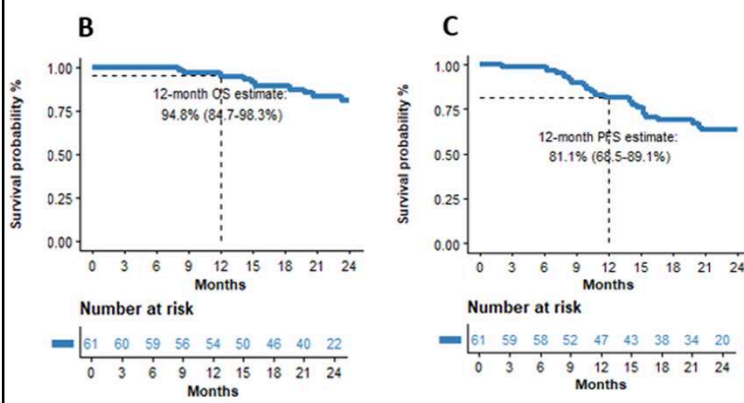 B
Survival probability %
1.00
0.75
0.50
0.25
0.00
12-month OS estimate:
94.8% (84.7-98.3%)
0 3 6 9 12 15 18 21 24
Months
Number at risk
61 60 59 56 54 50 46 40 22
0 3 6 9 12 15 18 21 24
Months
C
Survival probability %
1.00
0.75
0.50
0.25
0.00
12-month PFS estimate:
81.1% (68.5-89.1%)
0 3 6 9 12 15 18 21 24
Months
Number at risk
61 59 58 52 47 43 38 34 20
0 3 6 9 12 15 18 21 24
Months